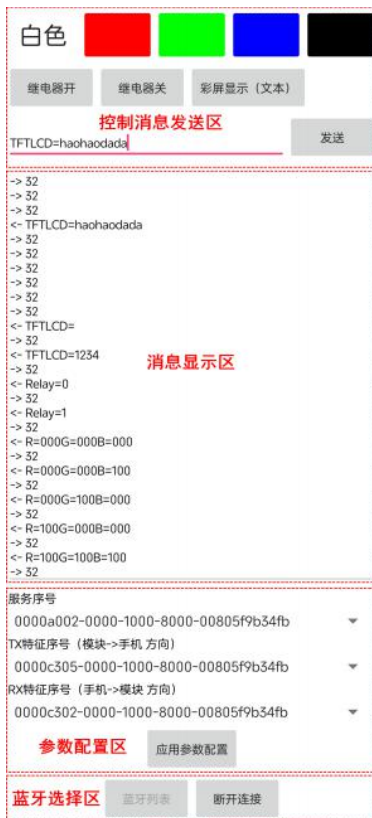 白色
继电器开 继电器关 彩屏显示（文本）
控制消息发送区
TFTLCD=haohaodada 发送
-> 32
-> 32
-> 32
<- TFTLCD=haohaodada
-> 32
-> 32
-> 32
-> 32
-> 32
-> 32
<- TFTLCD=
-> 32
<- TFTLCD=1234
-> 32
消息显示区
<- Relay=0
-> 32
<- Relay=1
-> 32
<- R=000G=000B=000
-> 32
<- R=000G=000B=100
-> 32
<- R=000G=100B=000
-> 32
<- R=100G=000B=000
-> 32
<- R=100G=100B=100
-> 32
服务序号
0000a002-0000-1000-8000-00805f9b34fb
TX特征序号（模块->手机 方向）
0000c305-0000-1000-8000-00805f9b34fb
RX特征序号（手机->模块 方向）
0000c302-0000-1000-8000-00805f9b34fb
参数配置区 应用参数配置
蓝牙选择区 蓝牙列表 断开连接